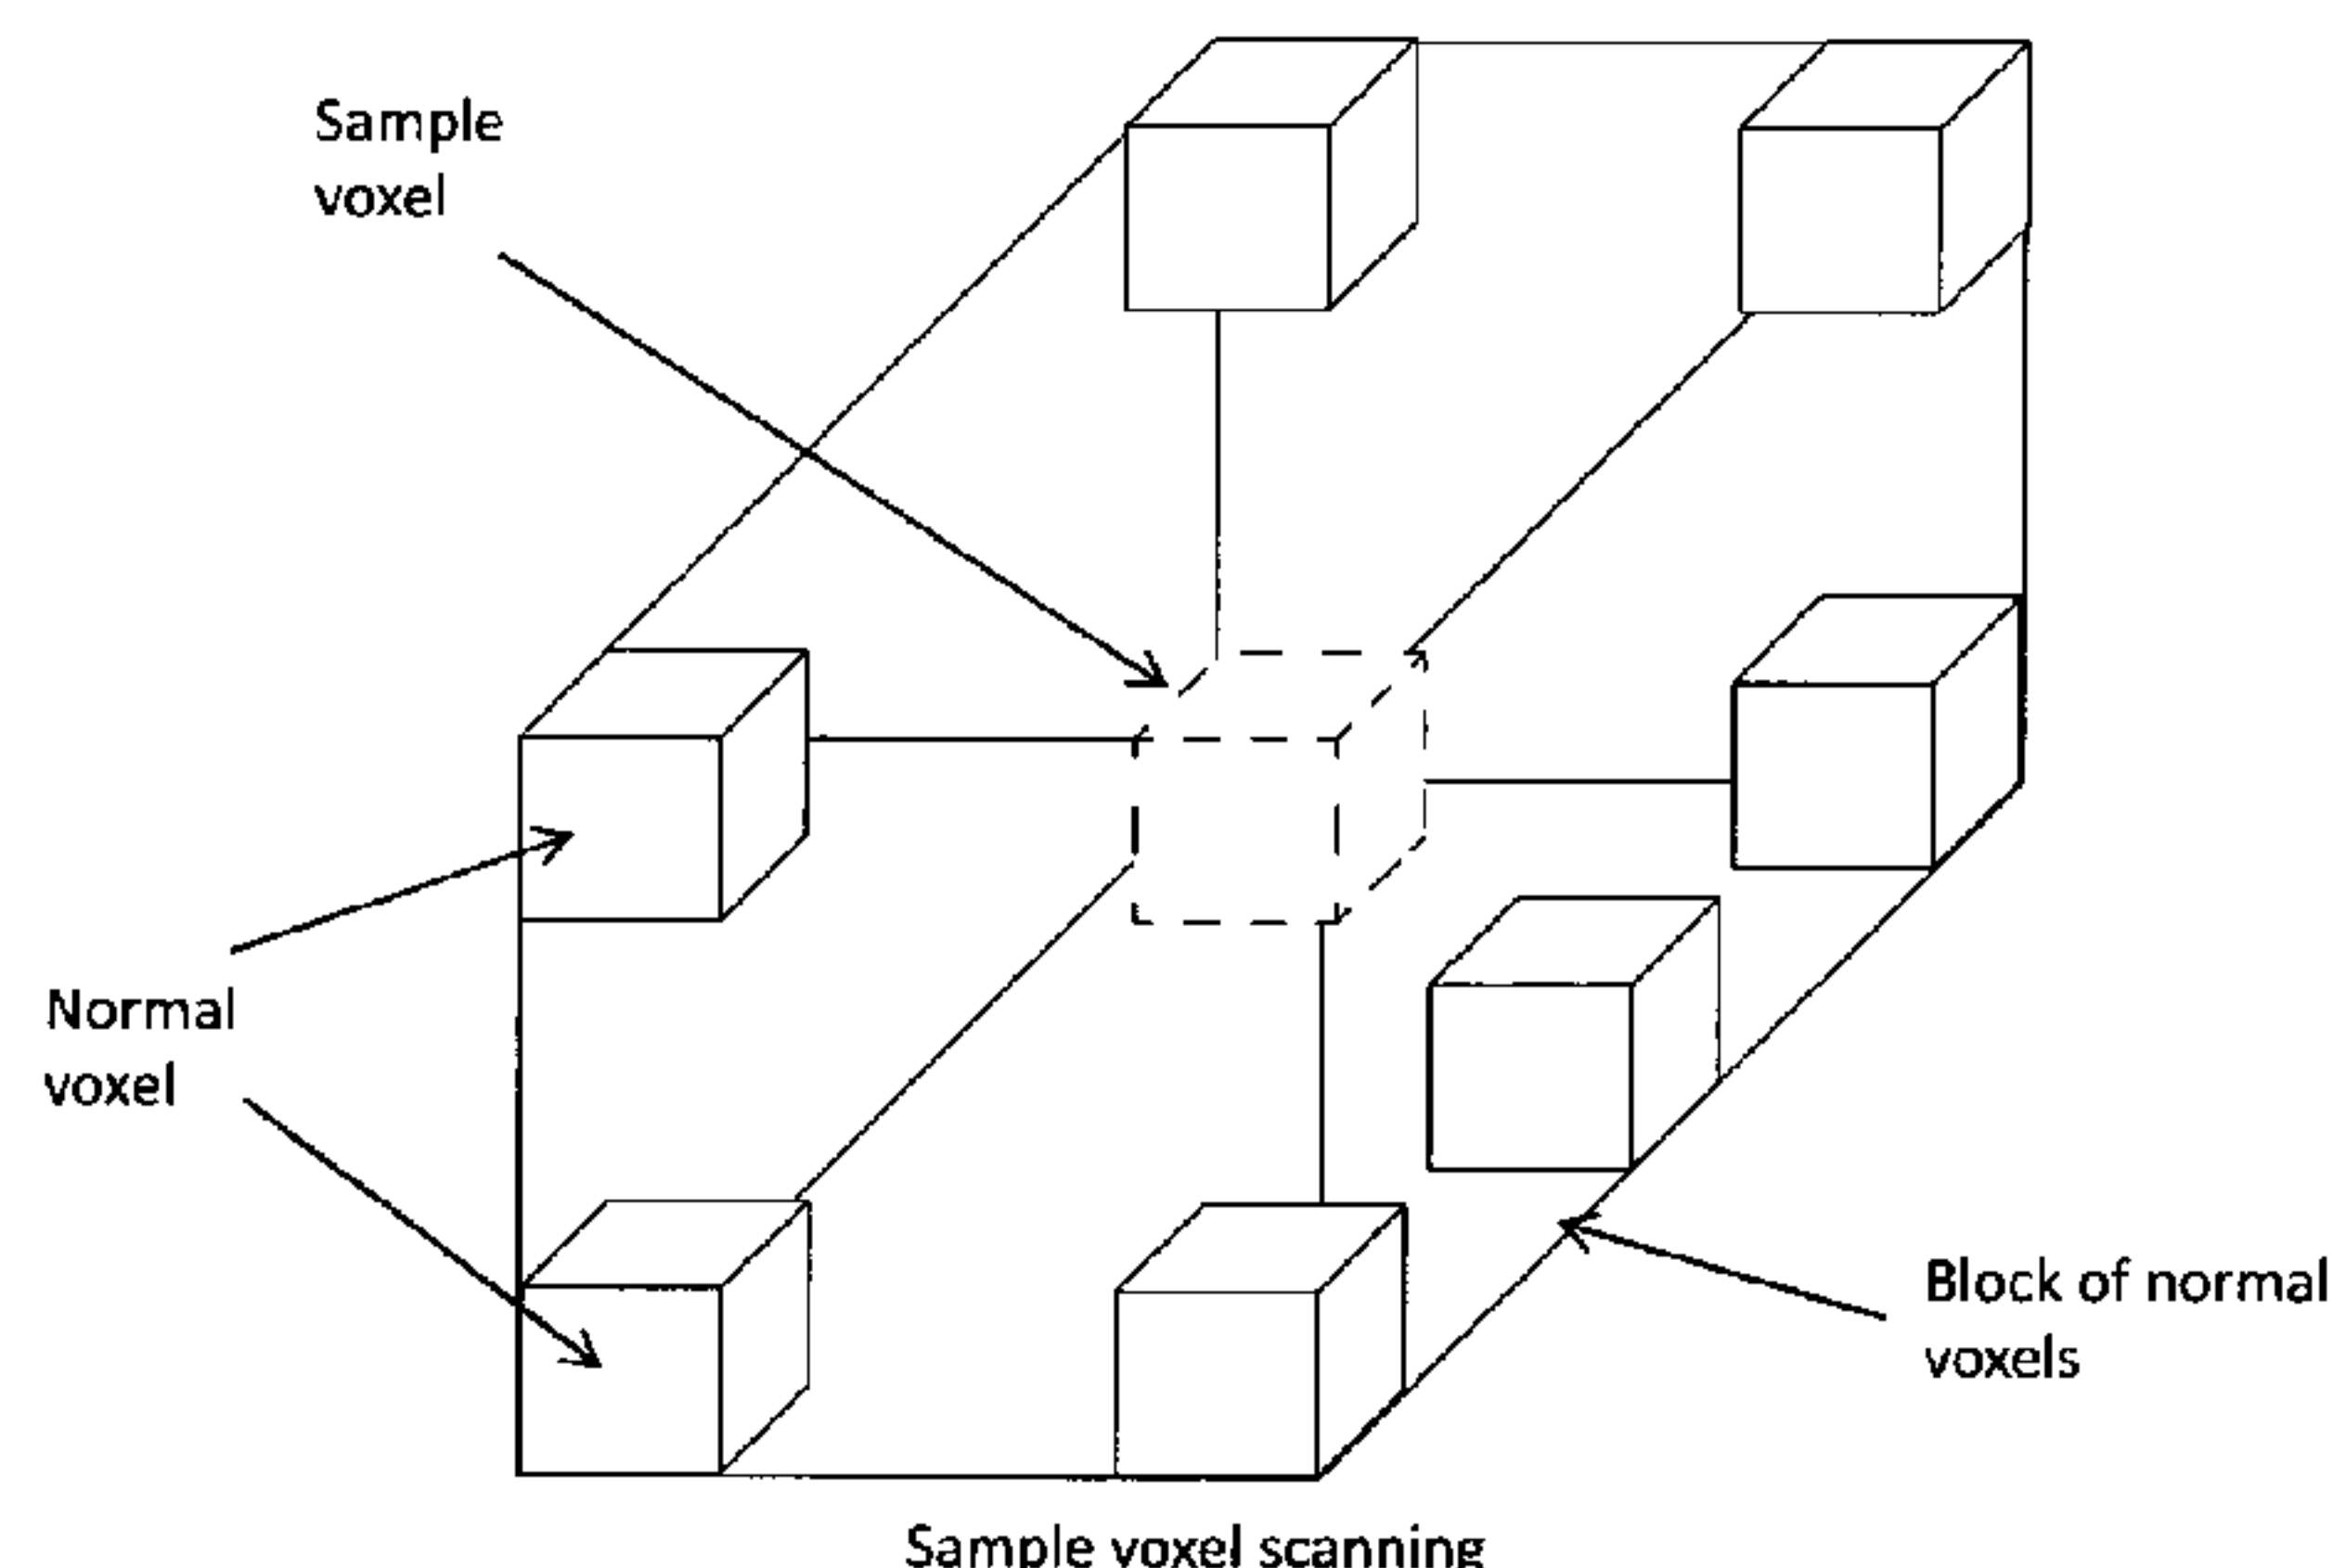 Sample
voxel
Normal
voxel
Block of normal
voxels
Sample voxel scanning